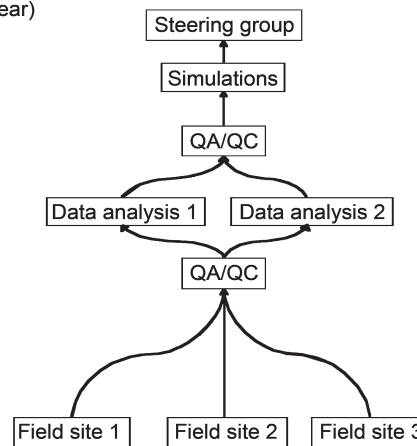 ear)
Steering group
Simulations
QA/QC
Data analysis 1 Data analysis 2
QA/QC
Field site 1 Field site 2 Field site 3